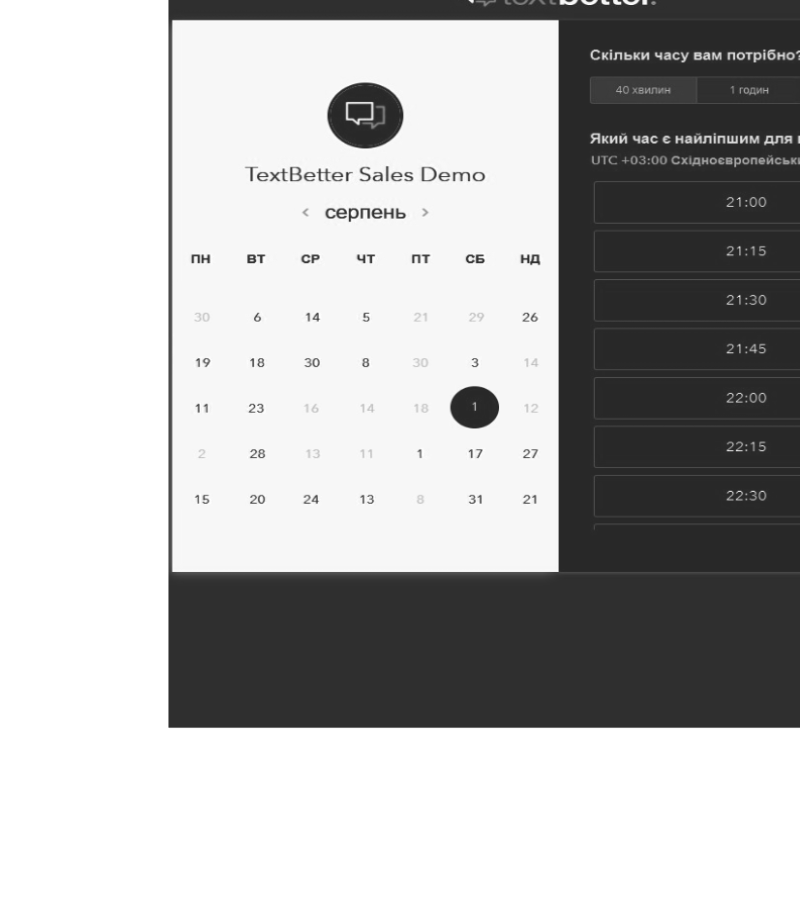 TextBetter Sales Demo
< серпень >
ПН ВТ СР ЧТ ПТ СБ НД
30 6 14 5 21 29 26
19 18 30 8 30 3 14
11 23 16 14 18 1 12
2 28 13 11 1 17 27
15 20 24 13 8 31 21
Скільки часу вам потрібно?
40 хвилин 1 годин
Який час є найліпшим для
UTC +03:00 Східноєвропейськ
21:00
21:15
21:30
21:45
22:00
22:15
22:30